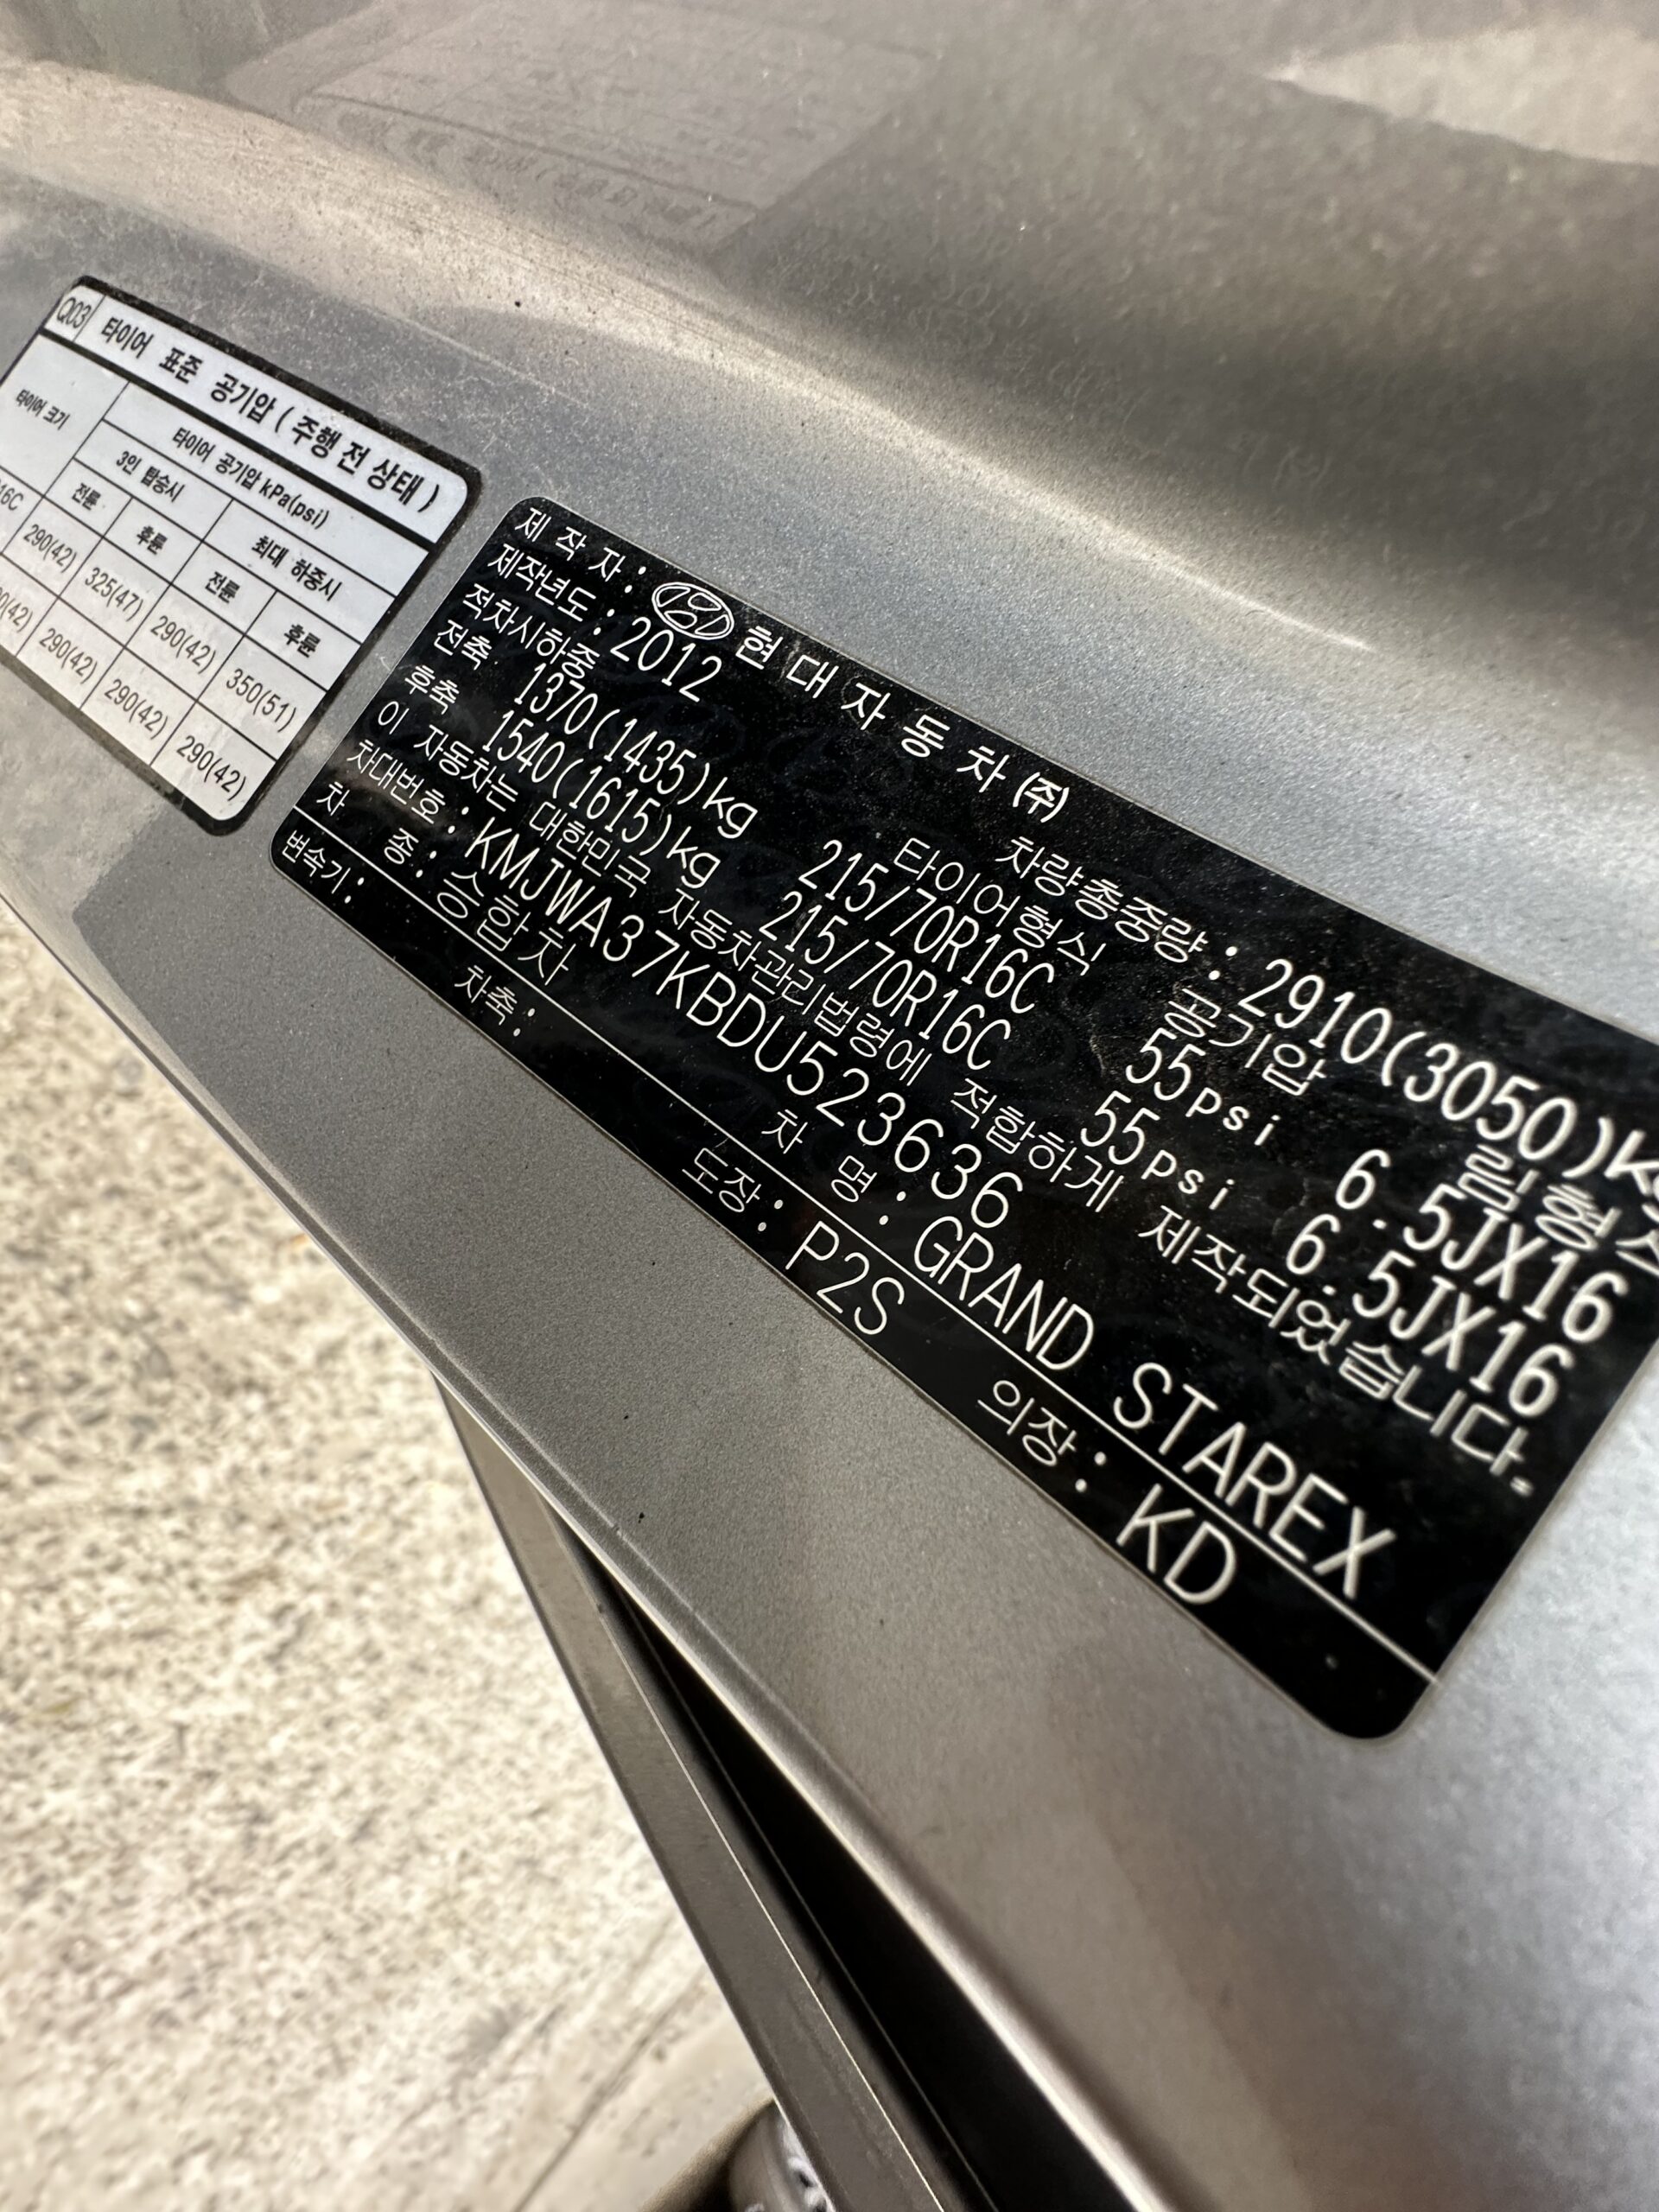 Q03 타이어 표준 공기압 ( 주행 전 상태 )
타이어 크기 타이어 공기압 kPa(psi)
3인 탑승시 최대 하중시
전륜 후륜 전륜 후륜
16C 290(42) 325(47) 290(42) 350(51)
0(42) 290(42) 290(42) 290(42)
제 작 자 : 현 대 자 동 차 (주)
제작년도 : 2012 차량총중량 : 2910(3050)kg
적차시하중 타이어형식 공기압 림형식
전축 1370(1435)kg 215/70R16C 55psi 6.5JX16
후축 1540(1615)kg 215/70R16C 55psi 6.5JX16
이 자동차는 대한민국 자동차관리법령에 적합하게 제작되었습니다.
차대번호 : KMJWA37KBDU523636
차 종 : 승합차 차 명 : GRAND STAREX
변속기 : 차축 : 도장 : P2S 의장 : KD